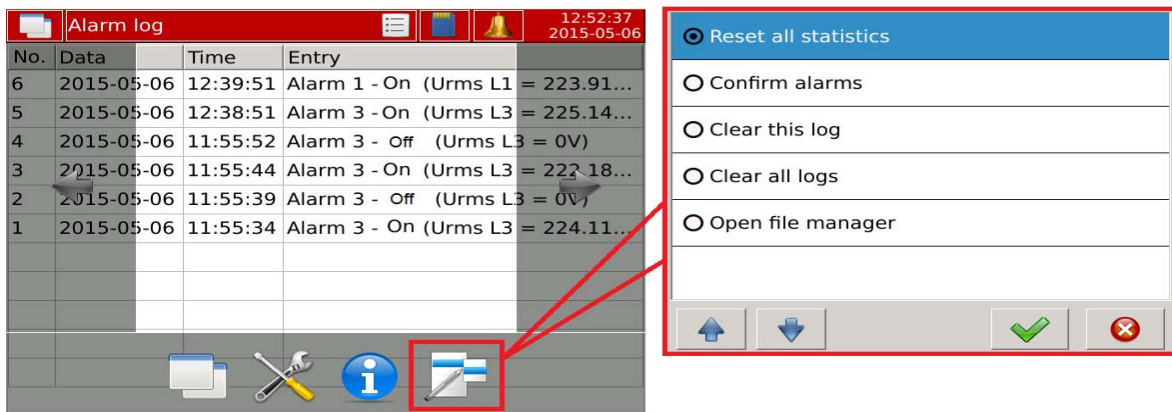 Alarm log
12:52:37
2015-05-06
No. Data Time Entry
6 2015-05-06 12:39:51 Alarm 1 - On (Urms L1 = 223.91...
5 2015-05-06 12:38:51 Alarm 3 - On (Urms L3 = 225.14...
4 2015-05-06 11:55:52 Alarm 3 - Off (Urms L3 = 0V)
3 2015-05-06 11:55:44 Alarm 3 - On (Urms L3 = 222.18...
2 2015-05-06 11:55:39 Alarm 3 - Off (Urms L3 = 0V)
1 2015-05-06 11:55:34 Alarm 3 - On (Urms L3 = 224.11...
Reset all statistics
Confirm alarms
Clear this log
Clear all logs
Open file manager